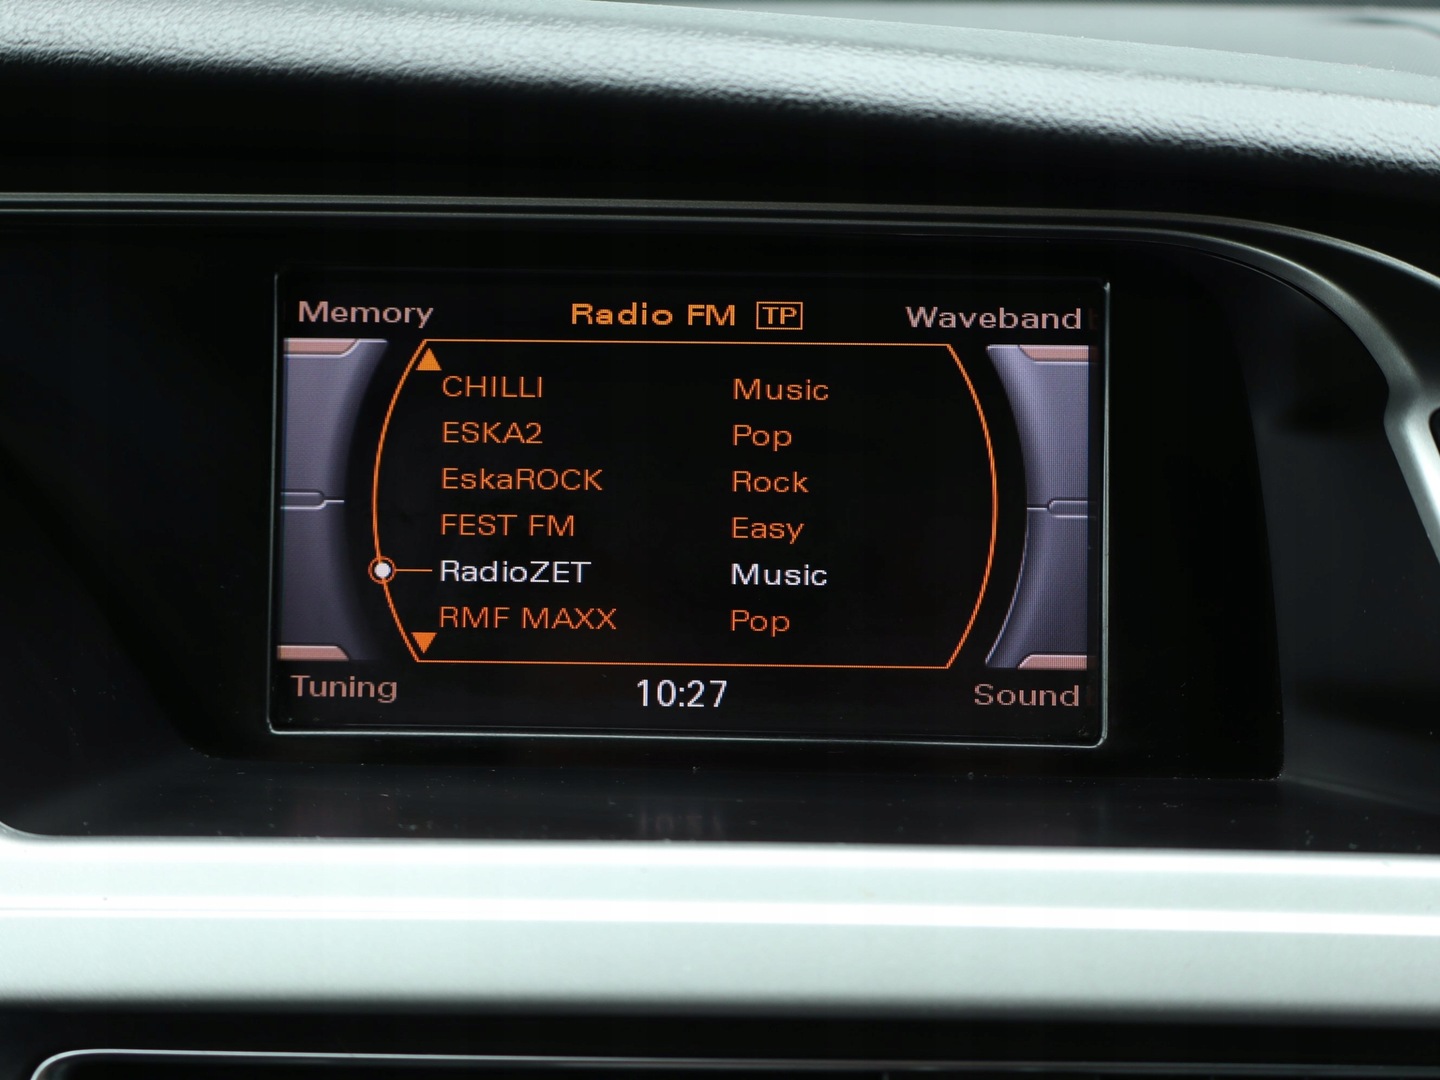 Memory Radio FM TP Waveband
CHILLI Music
ESKA2 Pop
EskaROCK Rock
FEST FM Easy
RadioZET Music
RMF MAXX Pop
Tuning 10:27 Sound